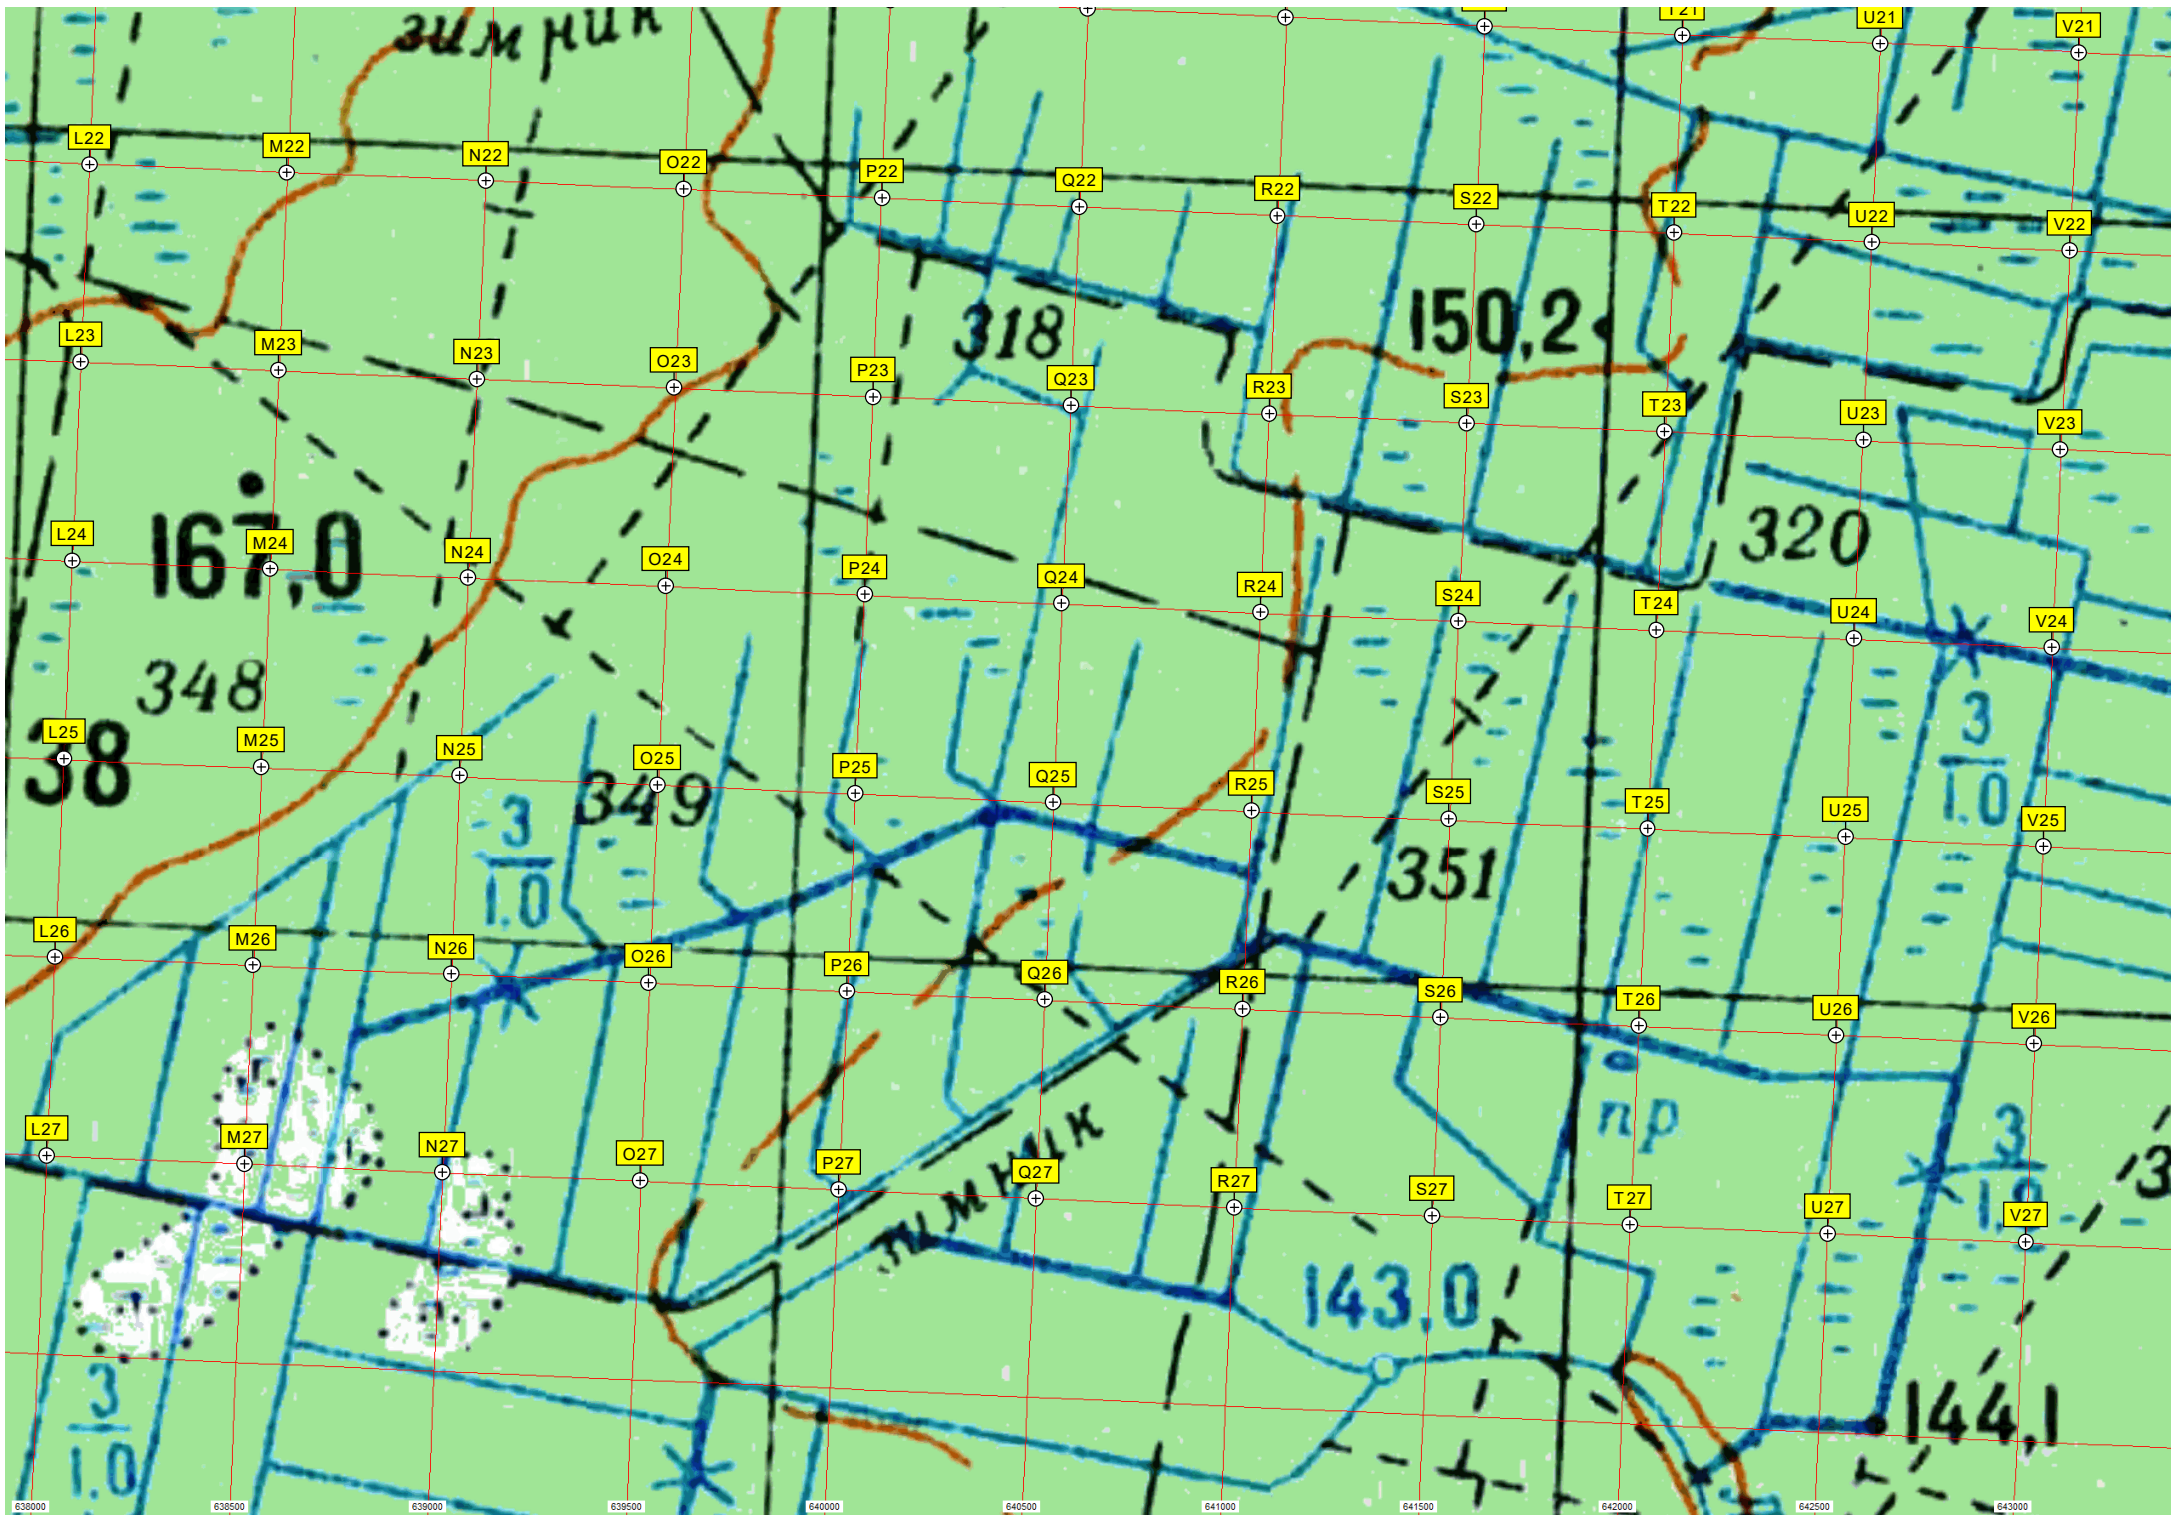 зимник
T21 U21 V21
L22 M22 N22 O22 P22 Q22 R22 S22 T22 U22 V22
318 150,2
L23 M23 N23 O23 P23 Q23 R23 S23 T23 U23 V23
167,0 320
L24 M24 N24 O24 P24 Q24 R24 S24 T24 U24 V24
348
3
1.0
38 349
L25 M25 N25 O25 P25 Q25 R25 S25 T25 U25 V25
3
1.0
351
L26 M26 N26 O26 P26 Q26 R26 S26 T26 U26 V26
пр
3
1.0
L27 M27 N27 O27 P27 Q27 R27 S27 T27 U27 V27
зимник
143.0
3
1.0
144,1
638000 638500 639000 639500 640000 640500 641000 641500 642000 642500 643000